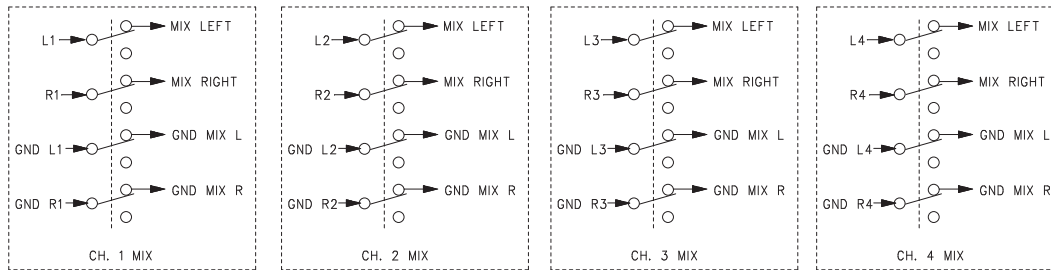 L1 MIX LEFT
R1 MIX RIGHT
GND L1 GND MIX L
GND R1 GND MIX R
CH. 1 MIX
L2 MIX LEFT
R2 MIX RIGHT
GND L2 GND MIX L
GND R2 GND MIX R
CH. 2 MIX
L3 MIX LEFT
R3 MIX RIGHT
GND L3 GND MIX L
GND R3 GND MIX R
CH. 3 MIX
L4 MIX LEFT
R4 MIX RIGHT
GND L4 GND MIX L
GND R4 GND MIX R
CH. 4 MIX